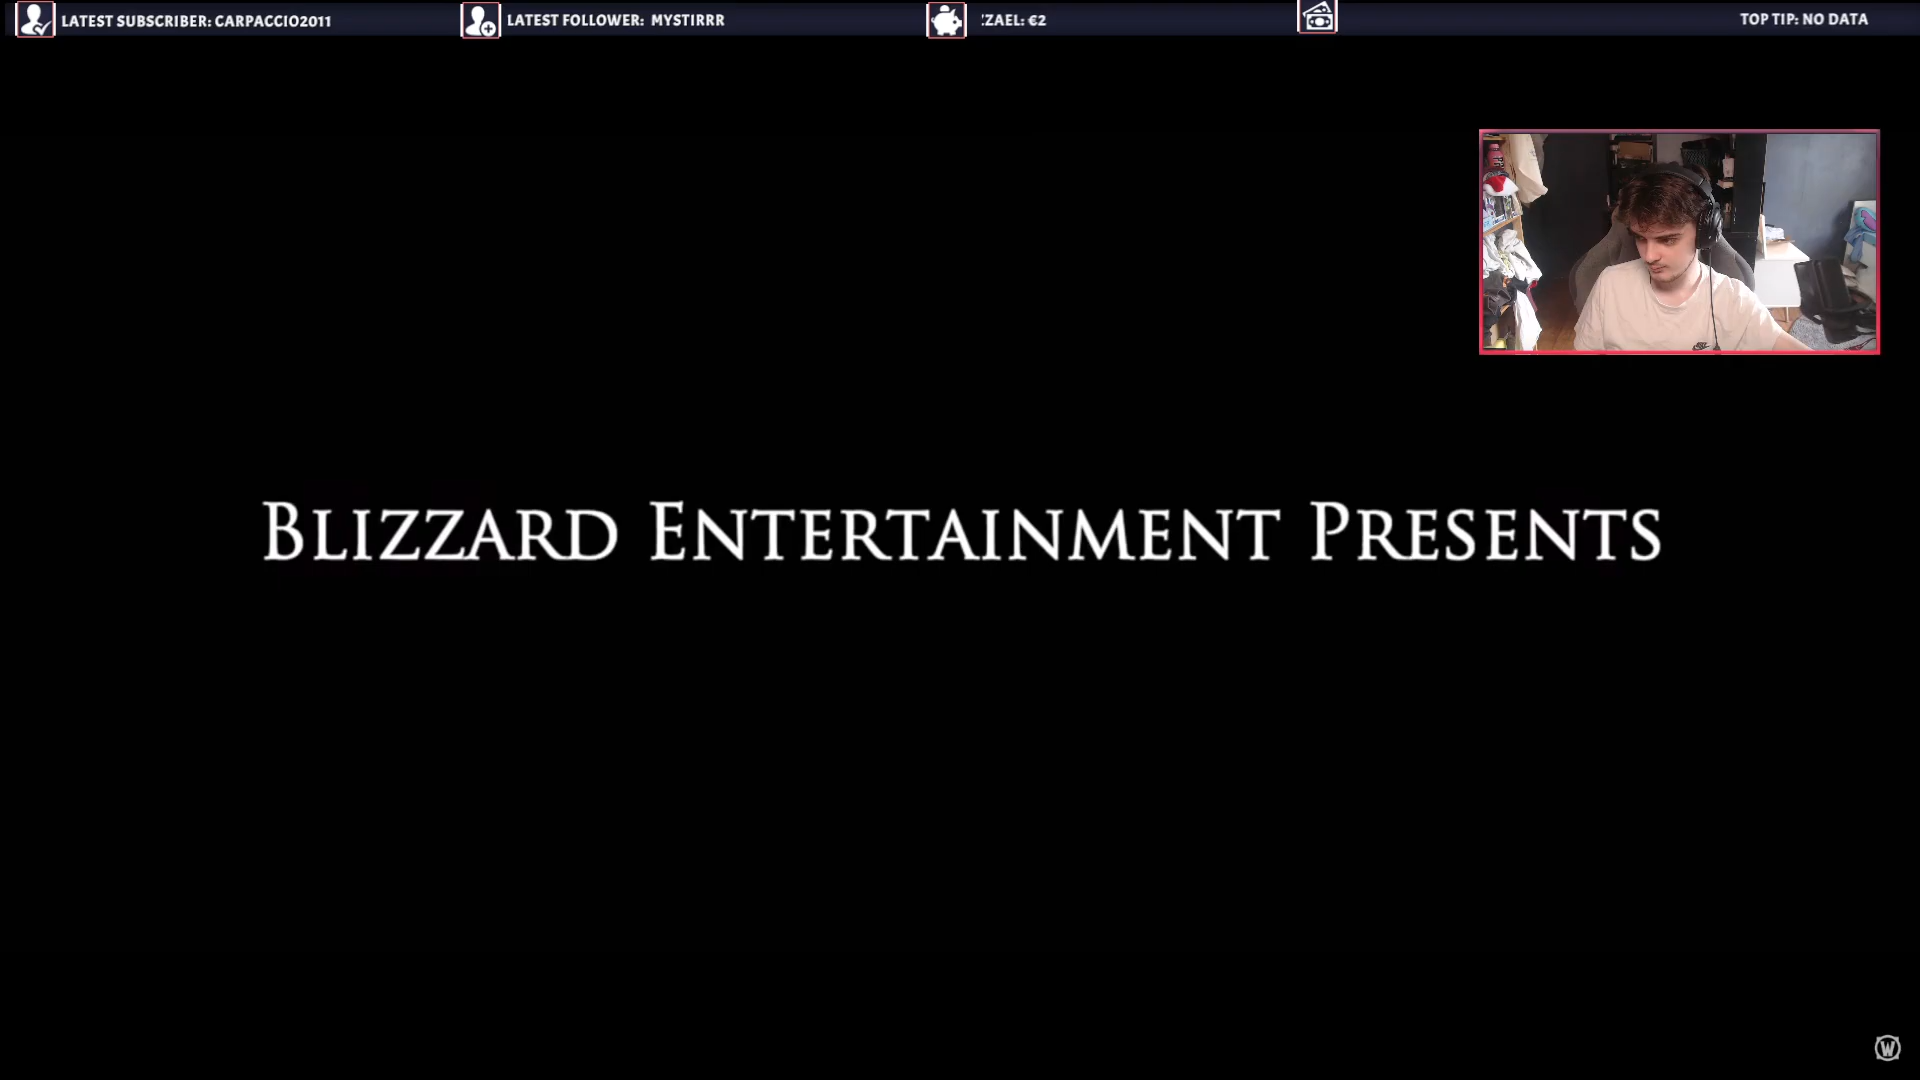 LATEST SUBSCRIBER: CARPACCIO2011
LATEST FOLLOWER: MYSTIRRR
ZAEL: €2
TOP TIP: NO DATA
BLIZZARD ENTERTAINMENT PRESENTS
W